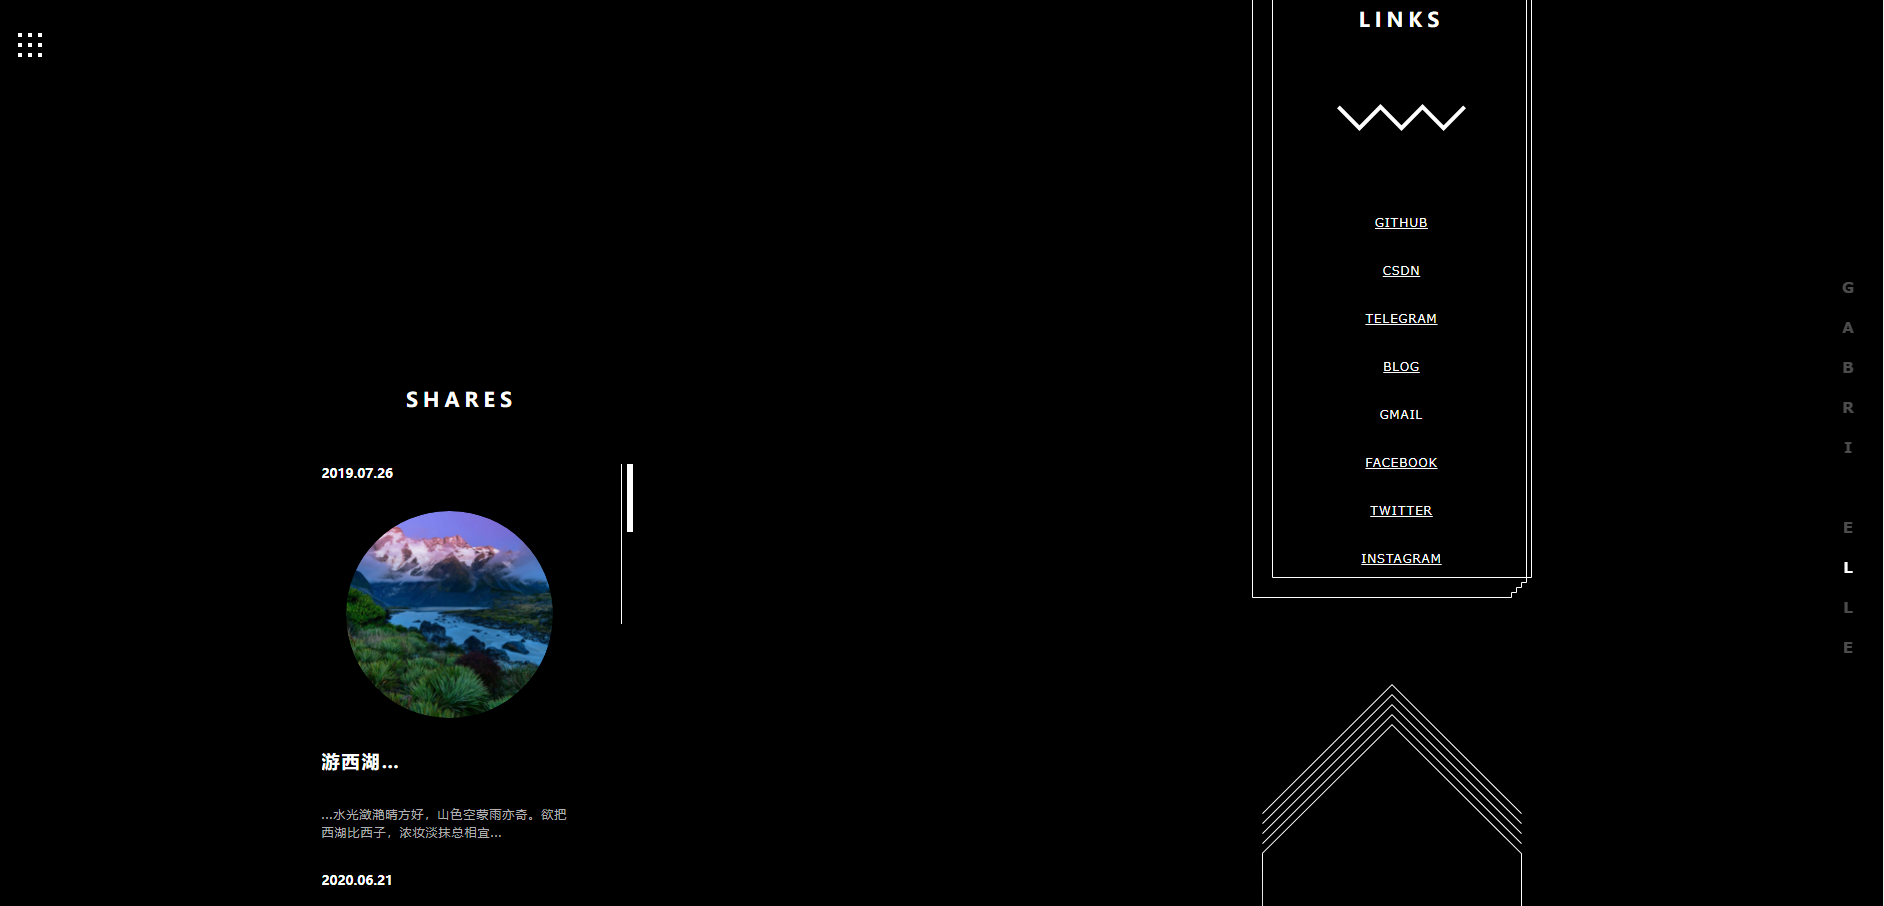 LINKS
GITHUB
CSDN
TELEGRAM
BLOG
GMAIL
FACEBOOK
TWITTER
INSTAGRAM
SHARES
2019.07.26
游西湖...
...水光潋滟晴方好，山色空蒙雨亦奇。欲把
西湖比西子，浓妆淡抹总相宜...
2020.06.21
G
A
B
R
I
E
L
L
E